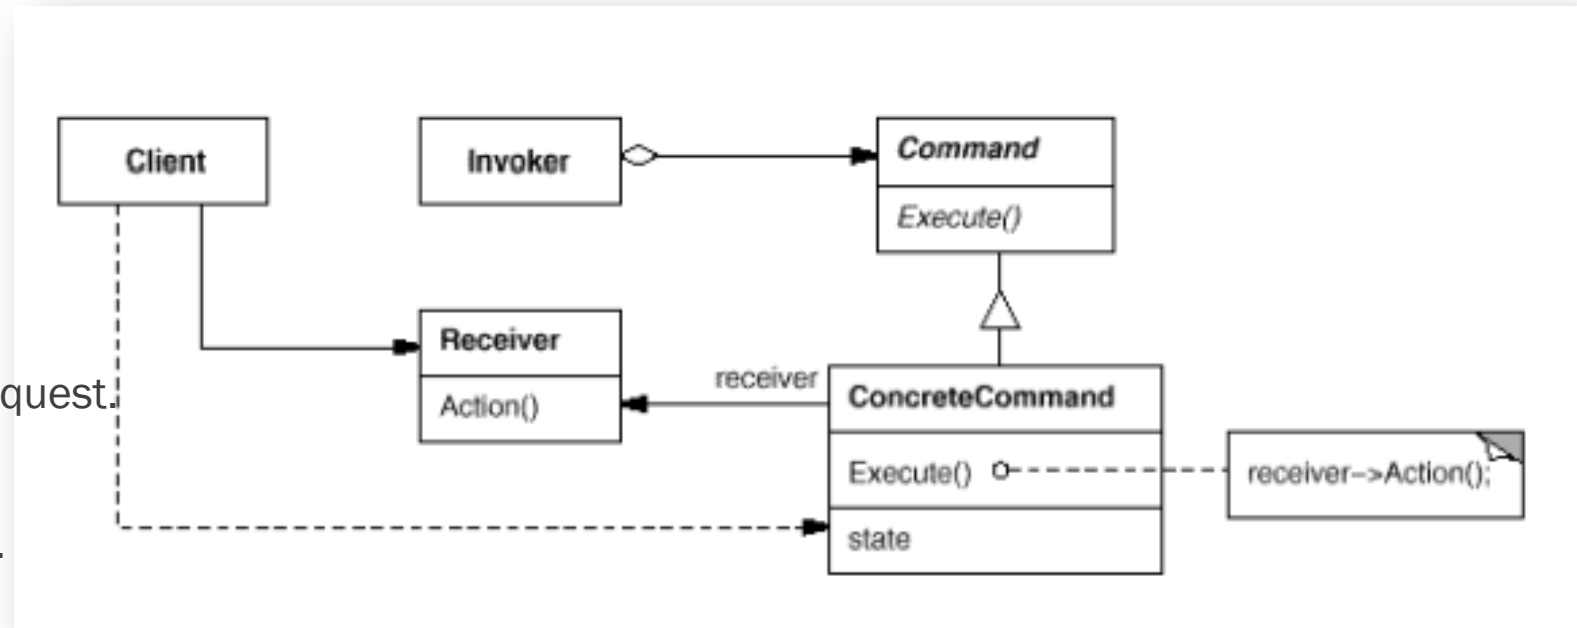 Client
Invoker
Command
Execute()
Receiver
Action()
receiver
ConcreteCommand
Execute()
receiver–>Action();
state
quest.
.